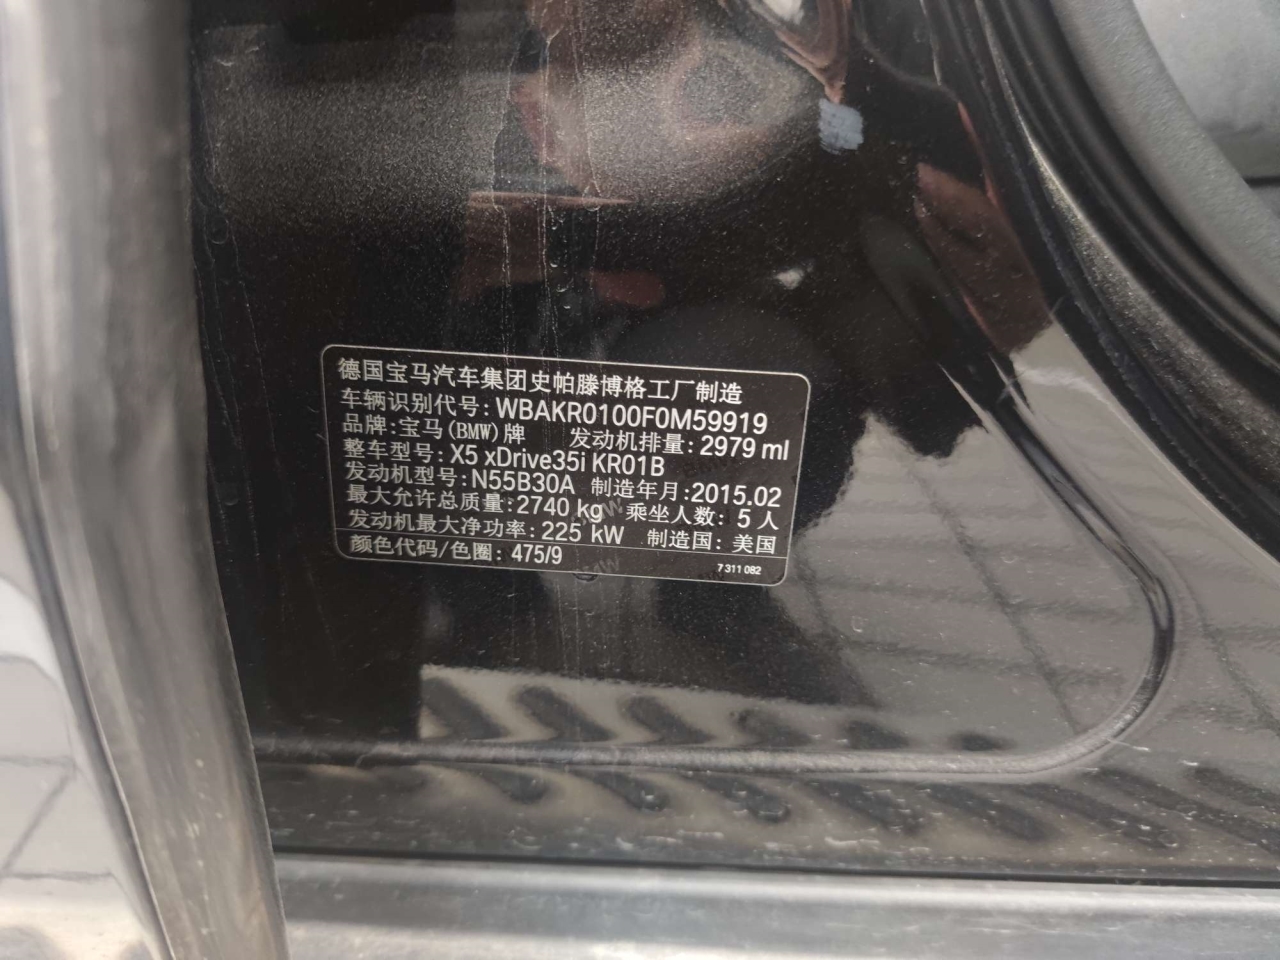 德国宝马汽车集团史帕滕博格工厂制造
车辆识别代号: WBAKR0100F0M59919
品牌:宝马(BMW)牌 发动机排量: 2979 ml
整车型号: X5 xDrive35i KR01B
发动机型号: N55B30A 制造年月:2015.02
最大允许总质量:2740 kg 乘坐人数: 5 人
发动机最大净功率: 225 kW 制造国: 美国
颜色代码/色圈: 475/9
7 311 082